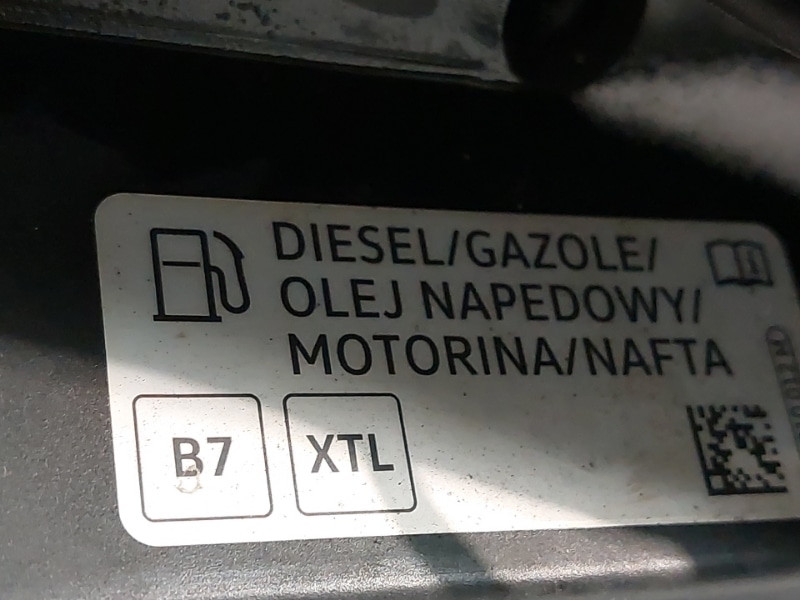 DIESEL/GAZOLE/
OLEJ NAPEDOWY/
MOTORINA/NAFTA
B7 XTL